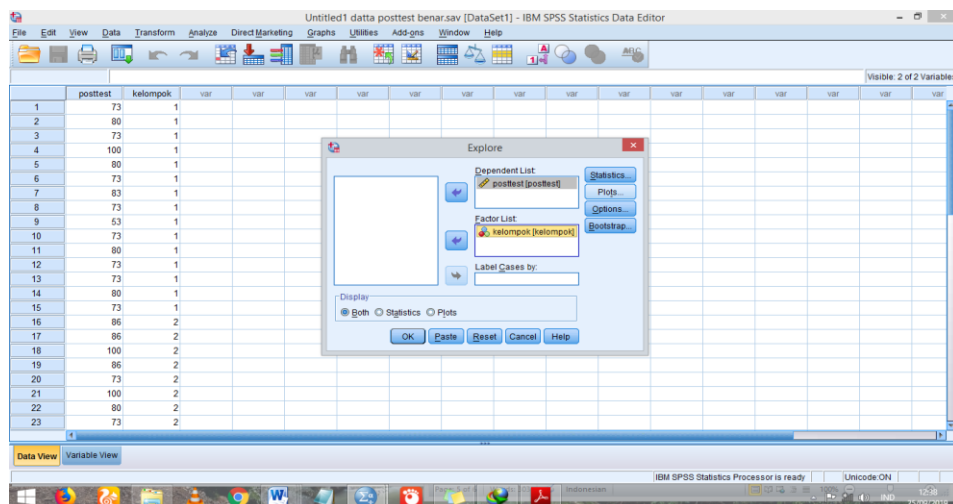 Untitled1 datta posttest benar.sav [DataSet1] - IBM SPSS Statistics Data Editor
File Edit View Data Transform Analyze Direct Marketing Graphs Utilities Add-ons Window Help
Visible: 2 of 2 Variables
posttest kelompok var var var var var var var var var var var var var var
1 73 1
2 80 1
3 73 1
4 100 1
5 80 1
6 73 1
7 83 1
8 73 1
9 53 1
10 73 1
11 80 1
12 73 1
13 73 1
14 80 1
15 73 1
16 86 2
17 86 2
18 100 2
19 86 2
20 73 2
21 100 2
22 80 2
23 73 2
Explore
Dependent List:
posttest [posttest]
Factor List:
kelompok [kelompok]
Label Cases by:
Statistics...
Plots...
Options...
Bootstrap...
Display
Both Statistics Plots
OK Paste Reset Cancel Help
Data View Variable View
IBM SPSS Statistics Processor is ready Unicode:ON
Indonesian
IND
12:38